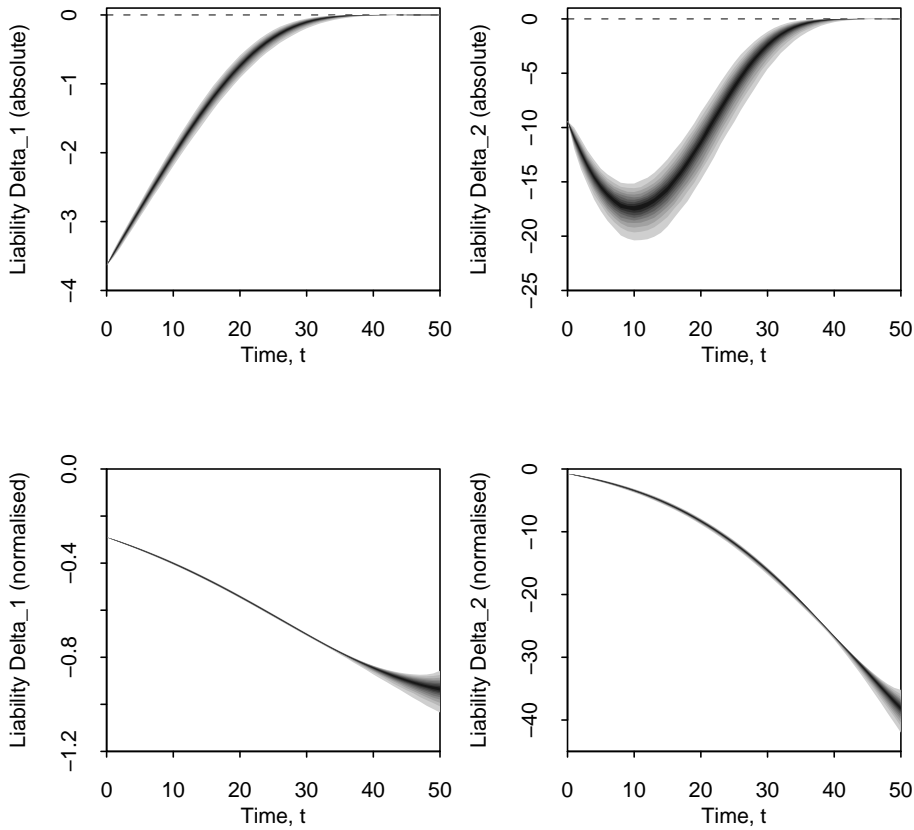 Liability Delta_1 (absolute)
0
−1
−2
−3
−4
0 10 20 30 40 50
Time, t
Liability Delta_2 (absolute)
0
−5
−10
−15
−20
−25
0 10 20 30 40 50
Time, t
Liability Delta_1 (normalised)
0.0
−0.4
−0.8
−1.2
0 10 20 30 40 50
Time, t
Liability Delta_2 (normalised)
0
−10
−20
−30
−40
0 10 20 30 40 50
Time, t